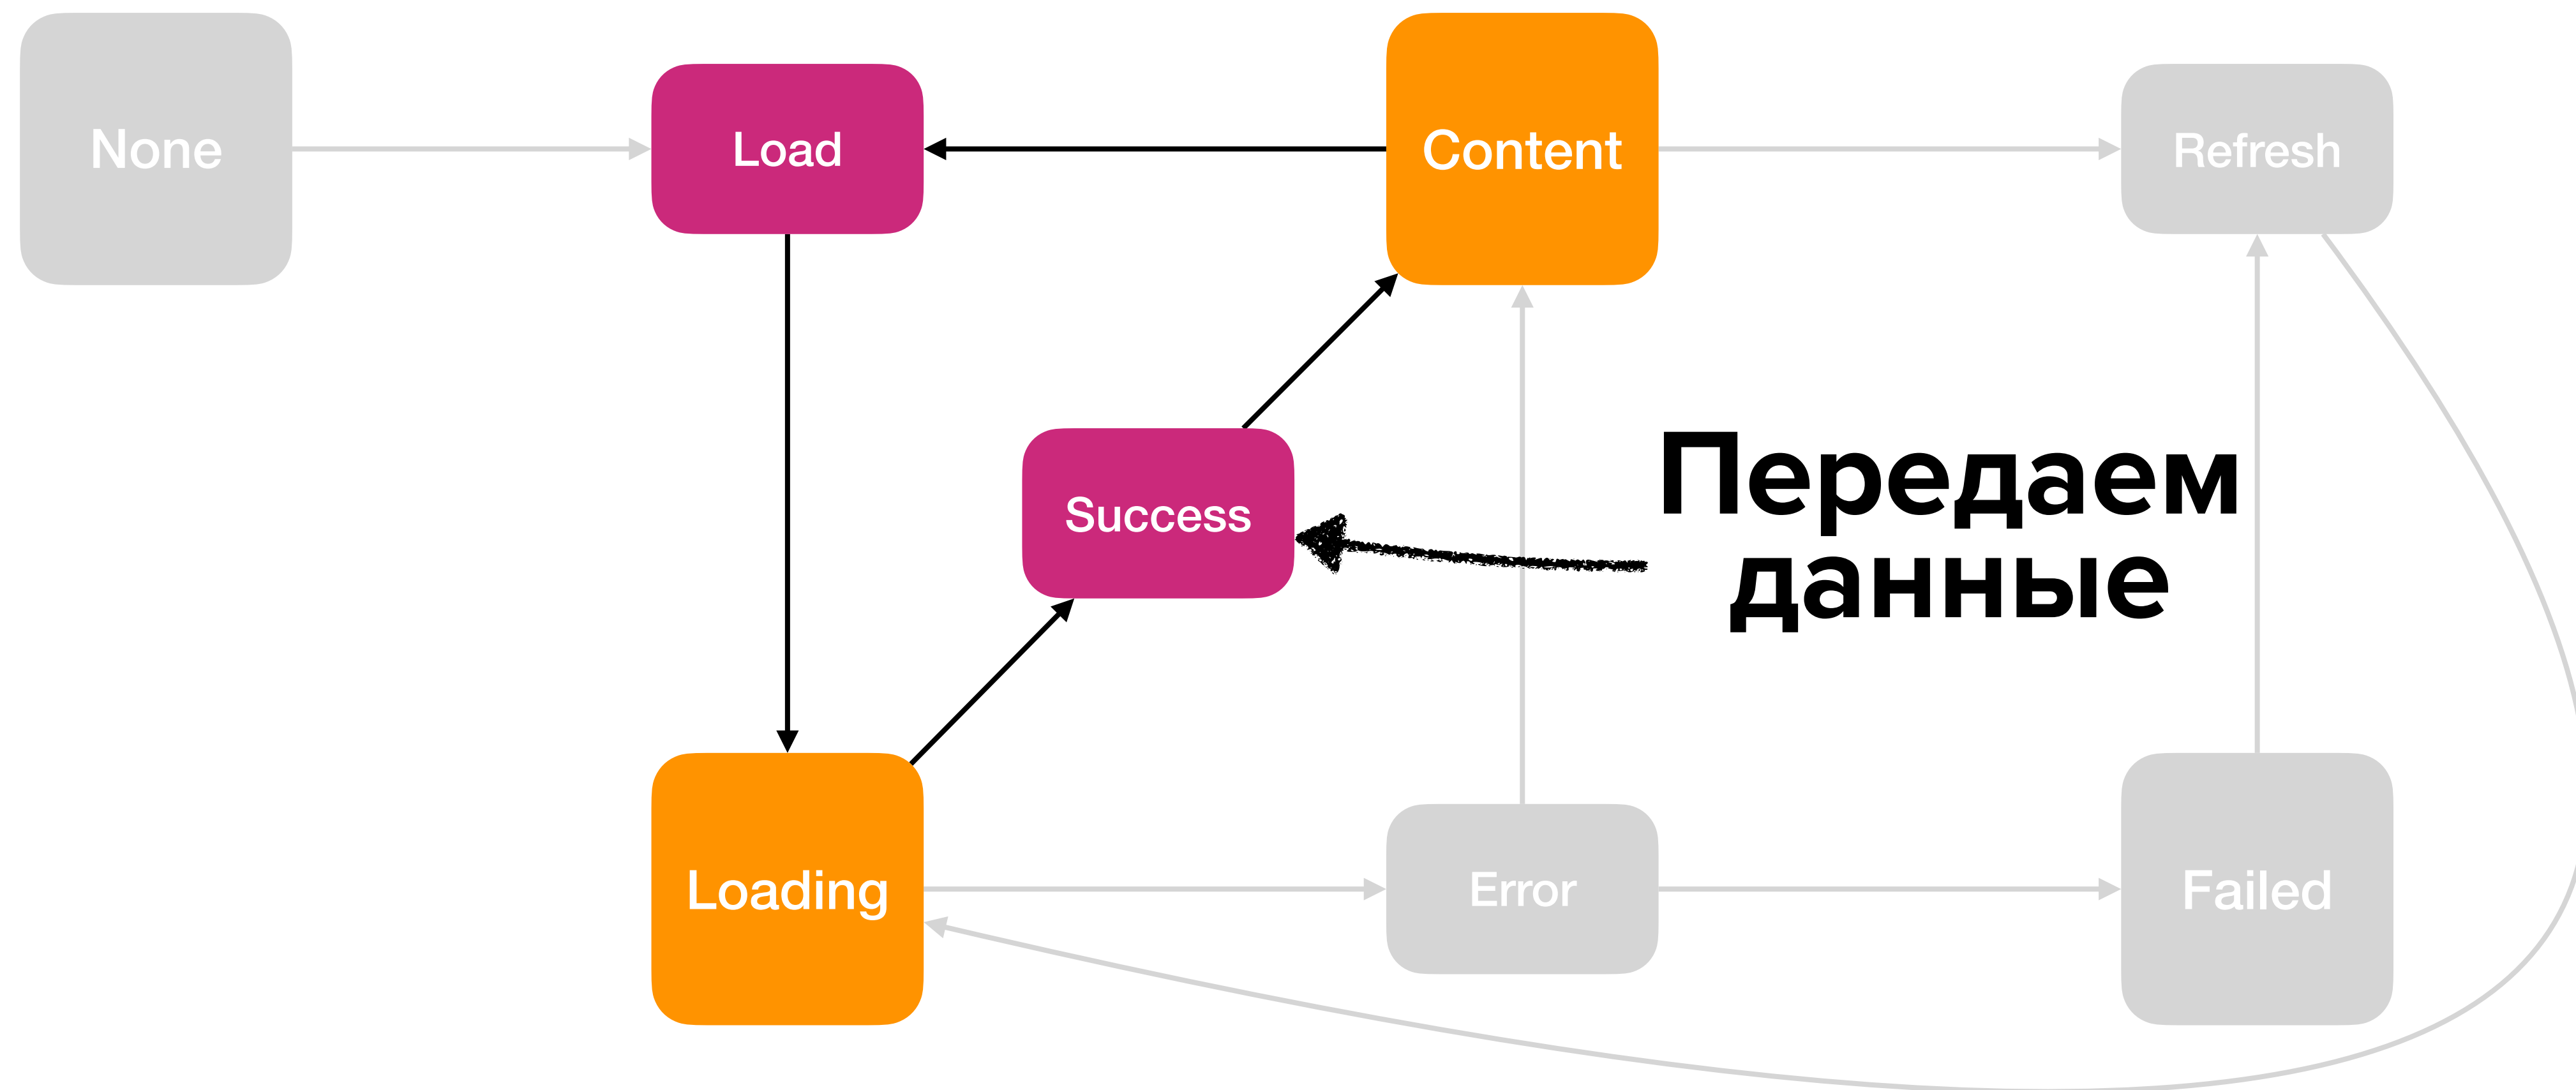 None
Load
Content
Refresh
Success
Передаем
данные
Loading
Error
Failed